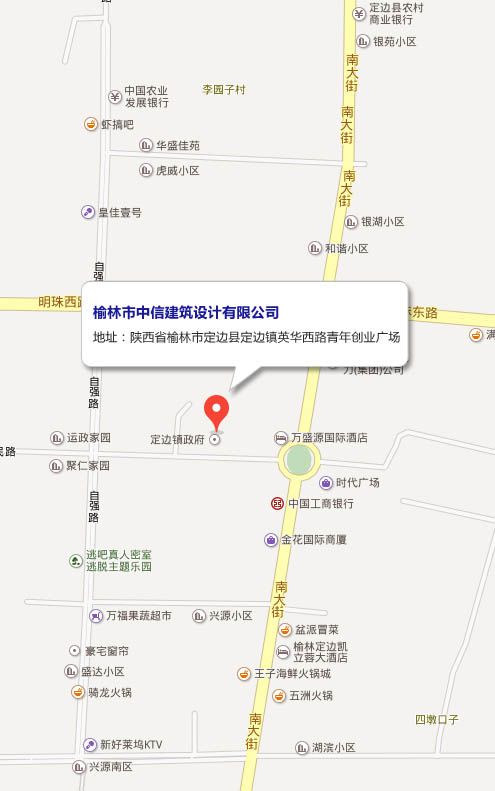 定边县农村
商业银行
银苑小区
南大街
中国农业
发展银行
李园子村
虾搞吧
南大街
华盛佳苑
虎威小区
南大街
皇佳壹号
银湖小区
和谐小区
自强
明珠西路
东路
榆林市中信建筑设计有限公司
地址：陕西省榆林市定边县定边镇英华西路青年创业广场
满
力(集团)公司
自强路
运政家园
定边镇政府
万盛源国际酒店
民路
聚仁家园
时代广场
自强路
中国工商银行
金花国际商厦
逃吧真人密室
逃脱主题乐园
南大街
万福果蔬超市
兴源小区
盆派冒菜
豪宅窗帘
榆林定边凯
立蓉大酒店
盛达小区
王子海鲜火锅城
骑龙火锅
五洲火锅
南大街
四墩口子
新好莱坞KTV
湖滨小区
兴源南区